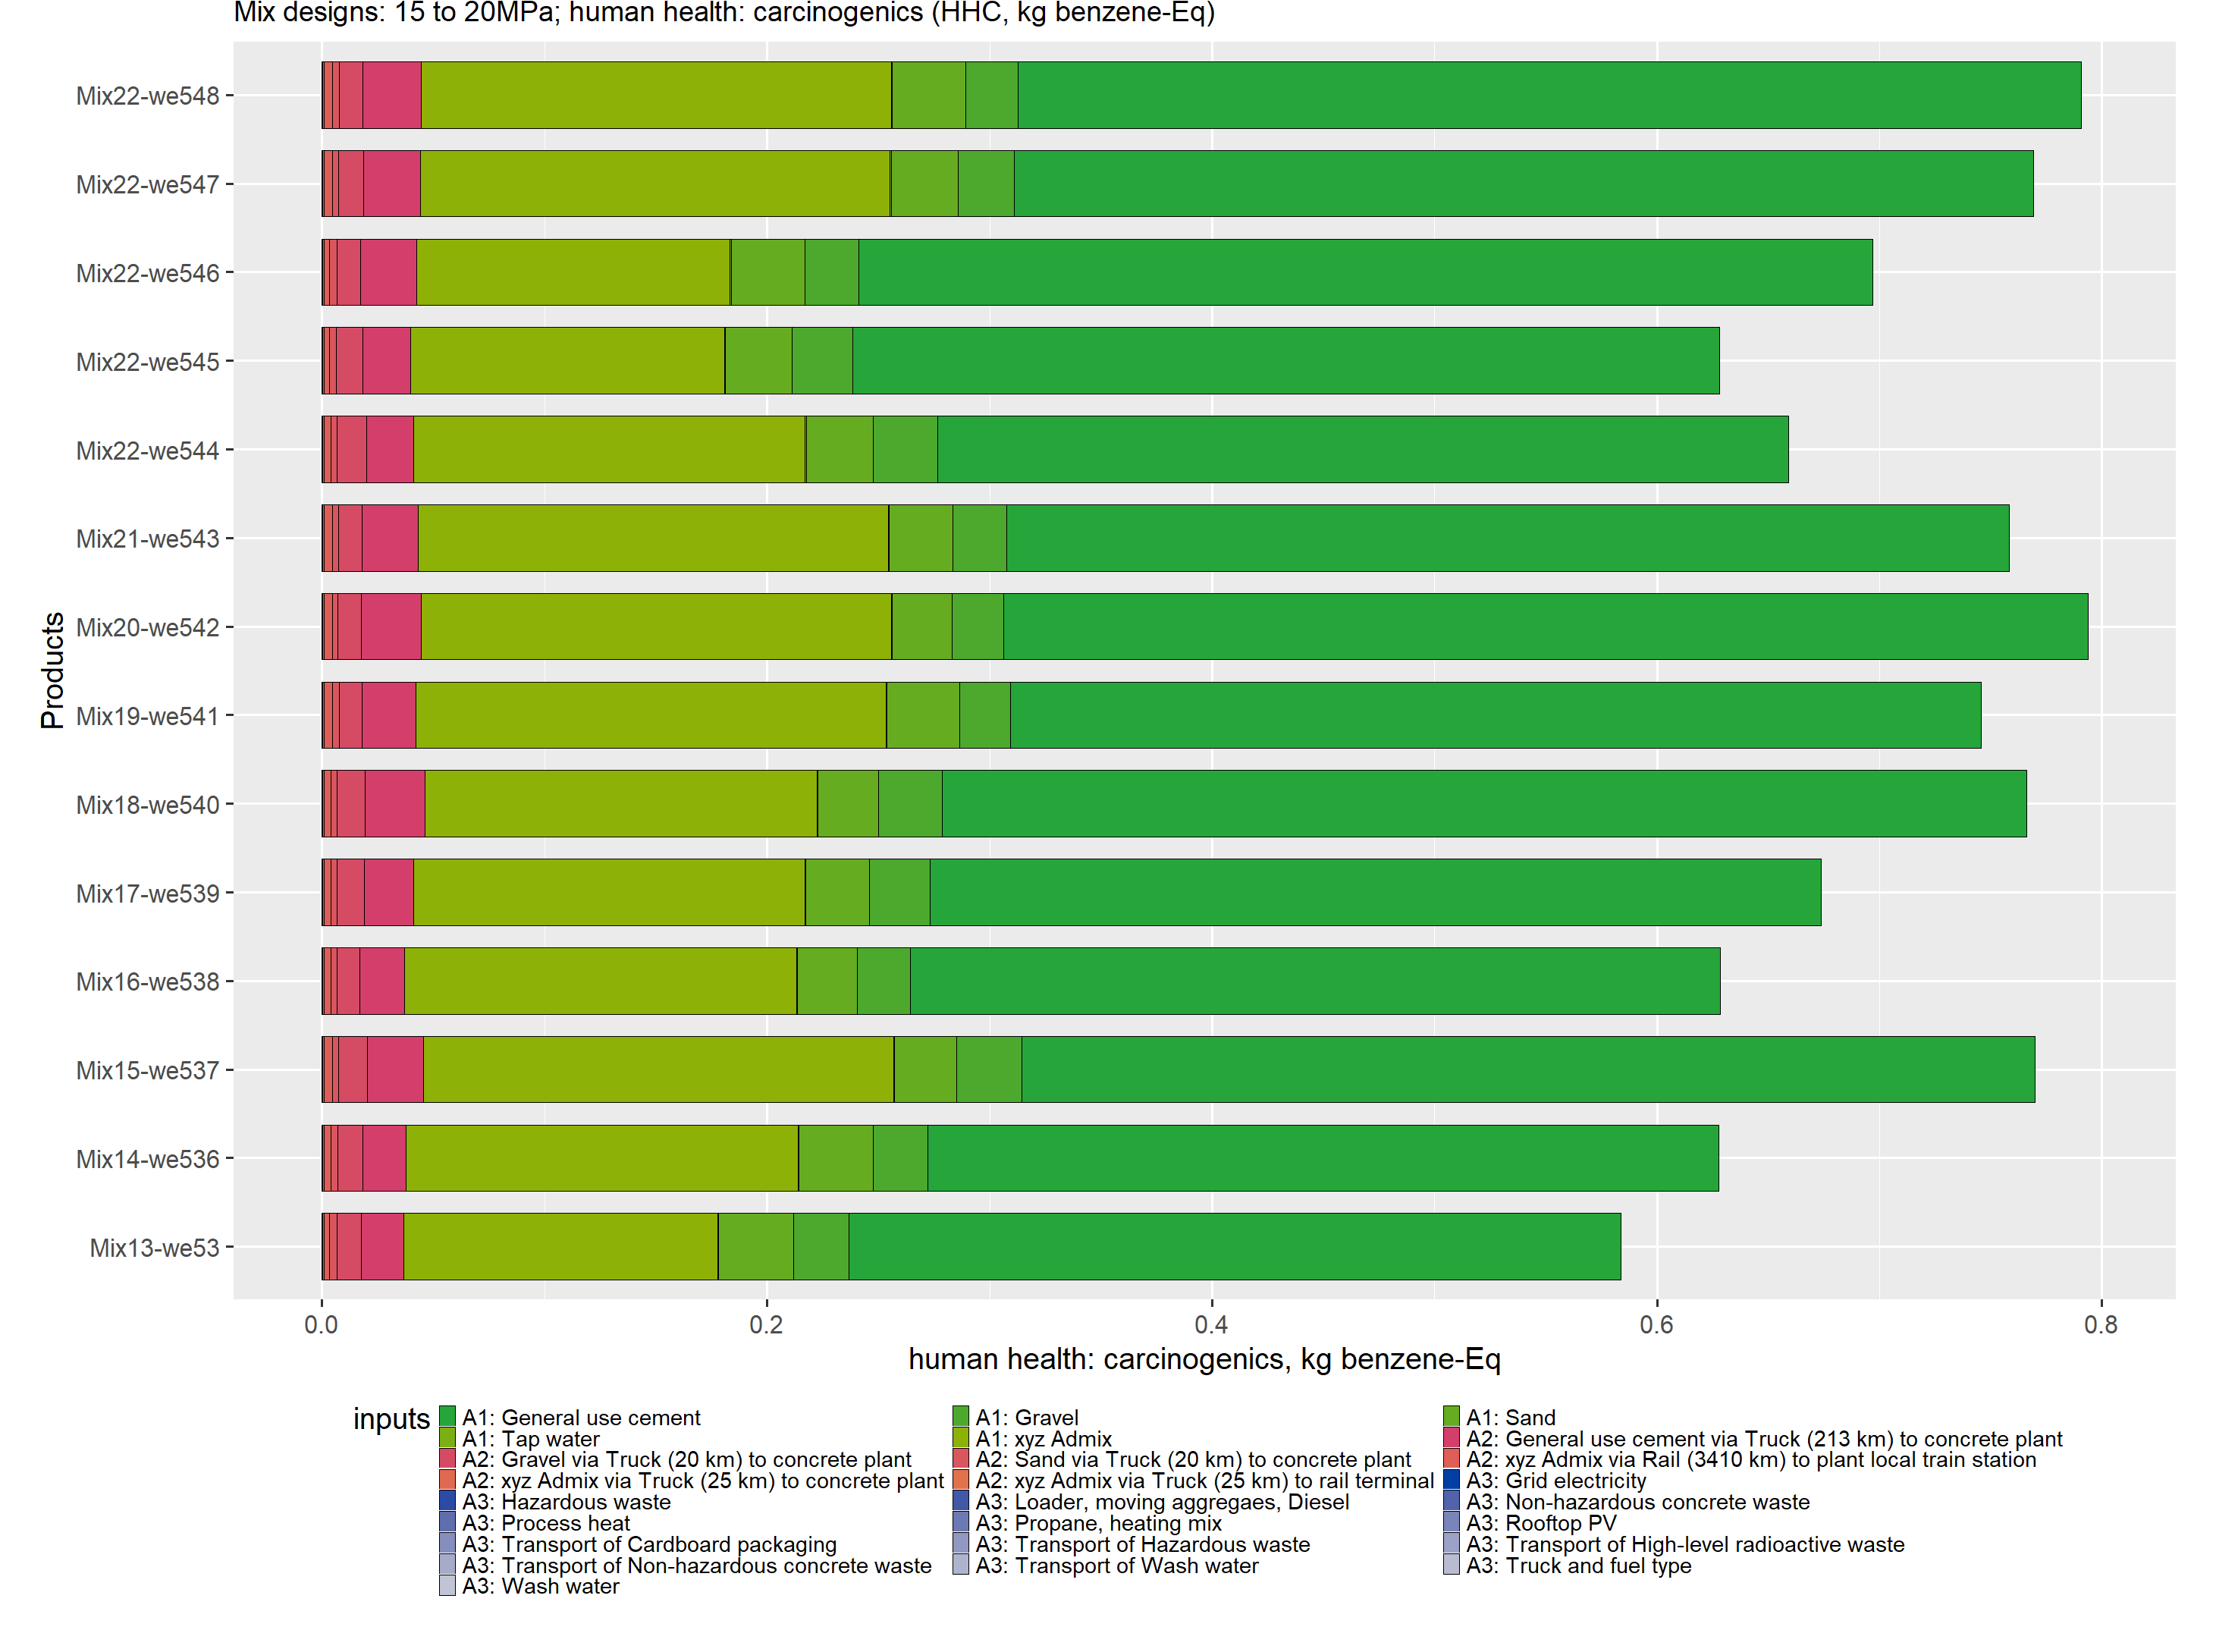 Mix designs: 15 to 20MPa; human health: carcinogenics (HHC, kg benzene-Eq)
Mix22-we548
Mix22-we547
Mix22-we546
Mix22-we545
Mix22-we544
Mix21-we543
Mix20-we542
Mix19-we541
Mix18-we540
Mix17-we539
Mix16-we538
Mix15-we537
Mix14-we536
Mix13-we53
Products
0.0 0.2 0.4 0.6 0.8
human health: carcinogenics, kg benzene-Eq
inputs
A1: General use cement A1: Gravel A1: Sand
A1: Tap water A1: xyz Admix A2: General use cement via Truck (213 km) to concrete plant
A2: Gravel via Truck (20 km) to concrete plant A2: Sand via Truck (20 km) to concrete plant A2: xyz Admix via Rail (3410 km) to plant local train station
A2: xyz Admix via Truck (25 km) to concrete plant A2: xyz Admix via Truck (25 km) to rail terminal A3: Grid electricity
A3: Hazardous waste A3: Loader, moving aggregaes, Diesel A3: Non-hazardous concrete waste
A3: Process heat A3: Propane, heating mix A3: Rooftop PV
A3: Transport of Cardboard packaging A3: Transport of Hazardous waste A3: Transport of High-level radioactive waste
A3: Transport of Non-hazardous concrete waste A3: Transport of Wash water A3: Truck and fuel type
A3: Wash water